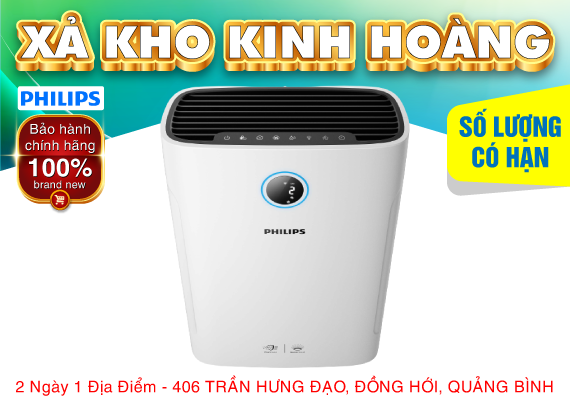 XẢ KHO KINH HOÀNG
PHILIPS
Bảo hành
chính hãng
100%
brand new
SỐ LƯỢNG
CÓ HẠN
2
PHILIPS
2 Ngày 1 Địa Điểm - 406 TRẦN HƯNG ĐẠO, ĐỒNG HỚI, QUẢNG BÌNH